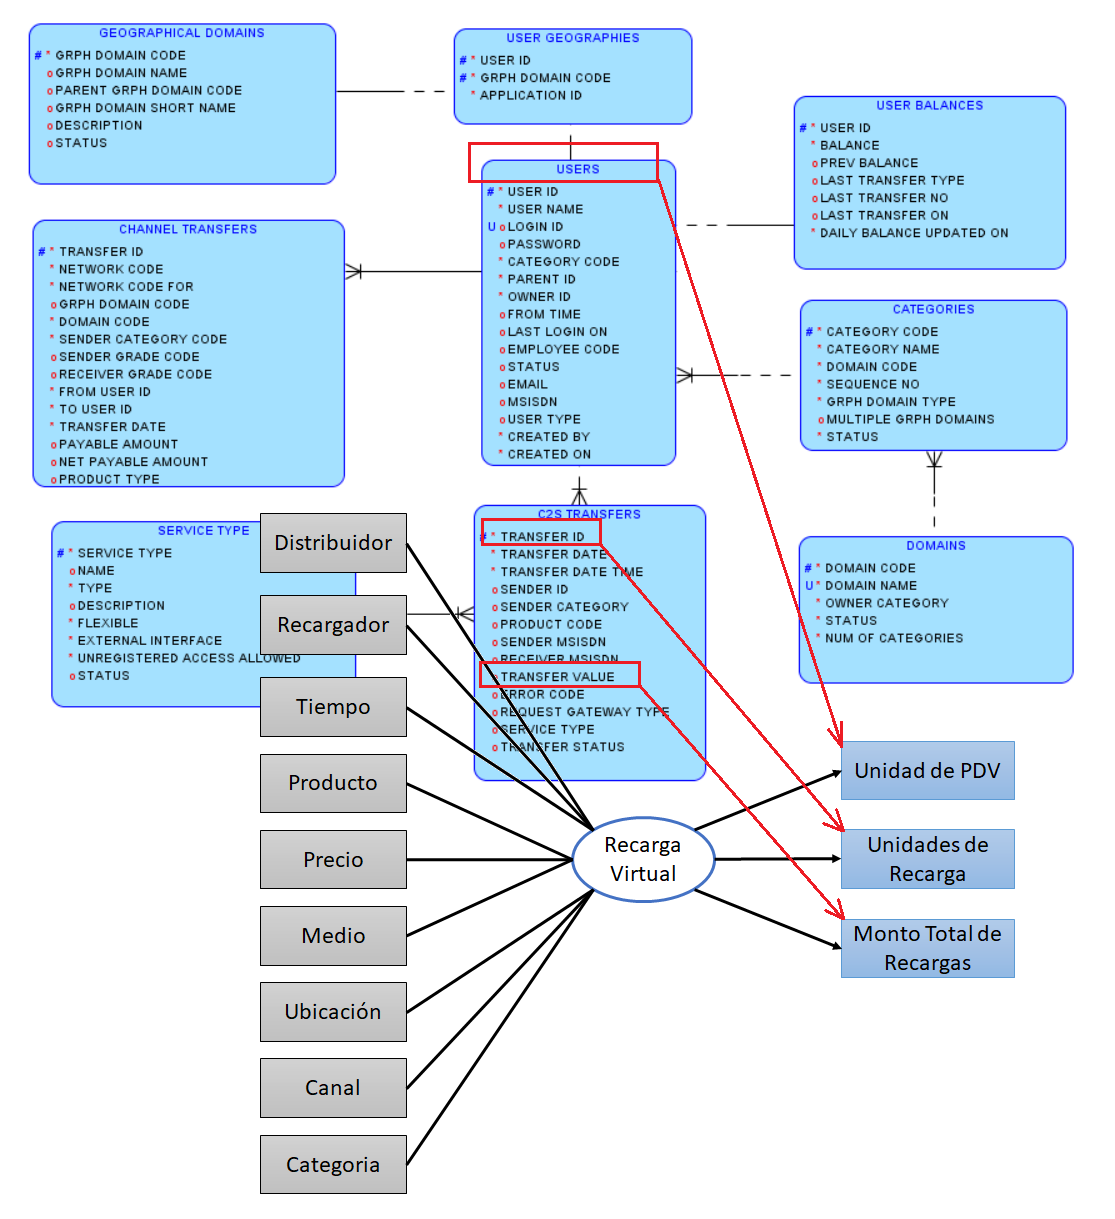 GEOGRAPHICAL DOMAINS
# * GRPH DOMAIN CODE
o GRPH DOMAIN NAME
o PARENT GRPH DOMAIN CODE
o GRPH DOMAIN SHORT NAME
o DESCRIPTION
o STATUS
USER GEOGRAPHIES
# * USER ID
# * GRPH DOMAIN CODE
* APPLICATION ID
USER BALANCES
# * USER ID
* BALANCE
o PREV BALANCE
o LAST TRANSFER TYPE
o LAST TRANSFER NO
o LAST TRANSFER ON
* DAILY BALANCE UPDATED ON
USERS
# * USER ID
* USER NAME
U o LOGIN ID
o PASSWORD
* CATEGORY CODE
* PARENT ID
* OWNER ID
o FROM TIME
o LAST LOGIN ON
o EMPLOYEE CODE
o STATUS
o EMAIL
o MSISDN
o USER TYPE
* CREATED BY
* CREATED ON
CHANNEL TRANSFERS
# * TRANSFER ID
* NETWORK CODE
* NETWORK CODE FOR
o GRPH DOMAIN CODE
* DOMAIN CODE
* SENDER CATEGORY CODE
o SENDER GRADE CODE
o RECEIVER GRADE CODE
* FROM USER ID
* TO USER ID
* TRANSFER DATE
o PAYABLE AMOUNT
o NET PAYABLE AMOUNT
o PRODUCT TYPE
CATEGORIES
# * CATEGORY CODE
* CATEGORY NAME
* DOMAIN CODE
* SEQUENCE NO
* GRPH DOMAIN TYPE
o MULTIPLE GRPH DOMAINS
* STATUS
SERVICE TYPE
# * SERVICE TYPE
o NAME
* TYPE
o DESCRIPTION
* FLEXIBLE
* EXTERNAL INTERFACE
* UNREGISTERED ACCESS ALLOWED
o STATUS
C2S TRANSFERS
# * TRANSFER ID
* TRANSFER DATE
* TRANSFER DATE TIME
o SENDER ID
o SENDER CATEGORY
o PRODUCT CODE
o SENDER MSISDN
o RECEIVER MSISDN
o TRANSFER VALUE
o ERROR CODE
o REQUEST GATEWAY TYPE
o SERVICE TYPE
o TRANSFER STATUS
DOMAINS
# * DOMAIN CODE
U * DOMAIN NAME
* OWNER CATEGORY
* STATUS
* NUM OF CATEGORIES
Distribuidor
Recargador
Tiempo
Producto
Precio
Medio
Ubicación
Canal
Categoria
Recarga
Virtual
Unidad de PDV
Unidades de
Recarga
Monto Total de
Recargas